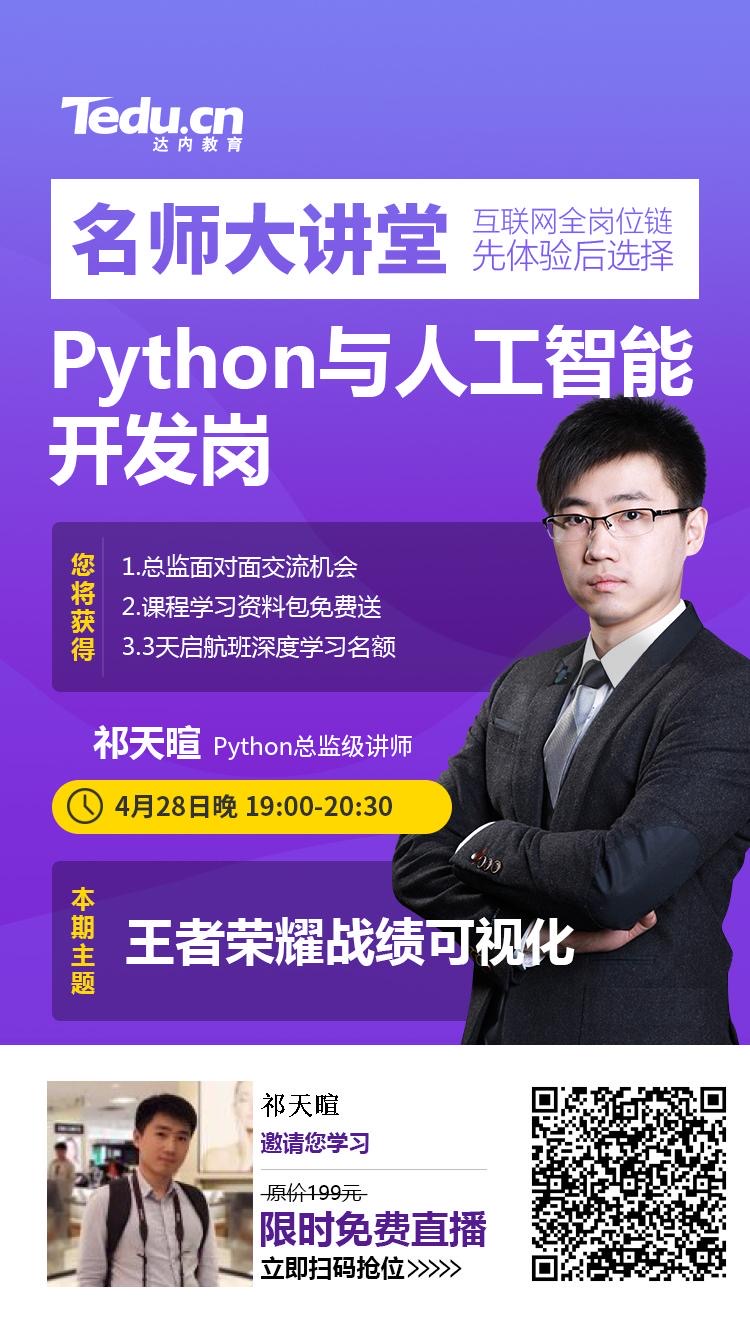 Tedu.cn
达内教育
名师大讲堂
互联网全岗位链
先体验后选择
Python与人工智能
开发岗
您将获得
1.总监面对面交流机会
2.课程学习资料包免费送
3.3天启航班深度学习名额
祁天暄 Python总监级讲师
4月28日晚 19:00-20:30
本期主题
王者荣耀战绩可视化
祁天暄
邀请您学习
原价199元
限时免费直播
立即扫码抢位>>>>>